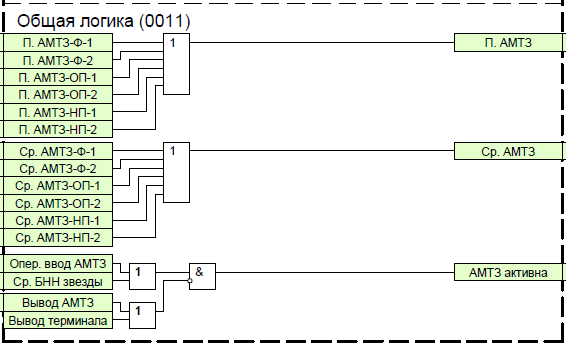 Общая логика (0011)
П. АМТЗ-Ф-1
П. АМТЗ-Ф-2
П. АМТЗ-ОП-1
П. АМТЗ-ОП-2
П. АМТЗ-НП-1
П. АМТЗ-НП-2
1
П. АМТЗ
Ср. АМТЗ-Ф-1
Ср. АМТЗ-Ф-2
Ср. АМТЗ-ОП-1
Ср. АМТЗ-ОП-2
Ср. АМТЗ-НП-1
Ср. АМТЗ-НП-2
1
Ср. АМТЗ
Опер. ввод АМТЗ
Ср. БНН звезды
1
Вывод АМТЗ
Вывод терминала
1
&
АМТЗ активна